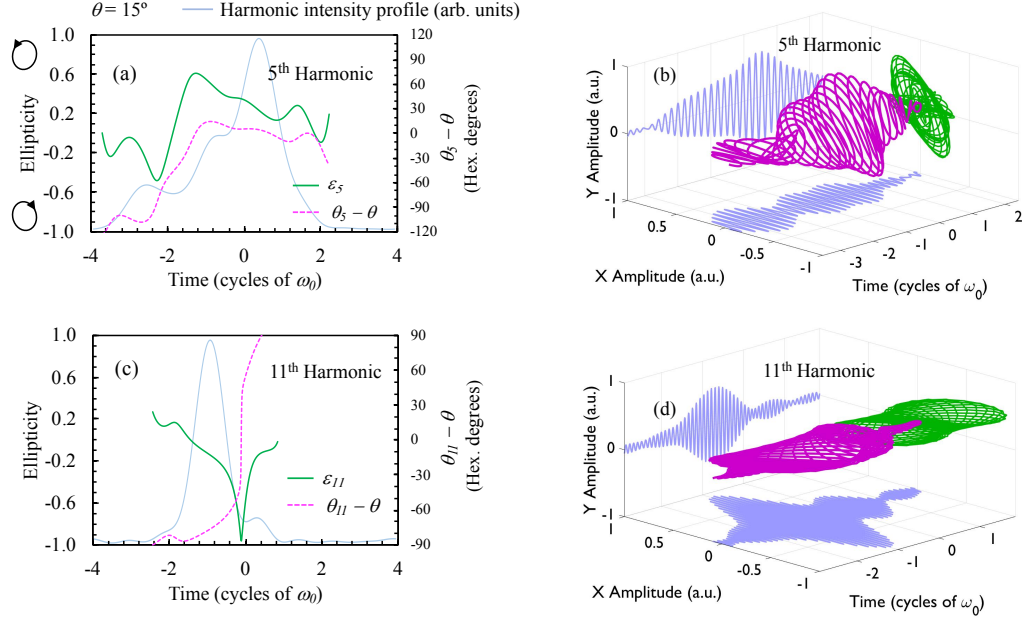 θ = 15º
Harmonic intensity profile (arb. units)
(a)
5th Harmonic
Ellipticity
1.0
0.6
0.2
-0.2
-0.6
-1.0
120
90
60
30
0
-30
-60
-90
-120
θ5 − θ
(Hex. degrees)
ε5
θ5 − θ
-4
-2
0
2
4
Time (cycles of ω0)
(b)
5th Harmonic
Y Amplitude (a.u.)
1
0
-1
1
0.5
0
-0.5
-1
X Amplitude (a.u.)
-3
-2
-1
0
1
2
Time (cycles of ω0)
(c)
11th Harmonic
Ellipticity
1.0
0.6
0.2
-0.2
-0.6
-1.0
90
60
30
0
-30
-60
-90
θ11 − θ
(Hex. degrees)
ε11
θ11 − θ
-4
-2
0
2
4
Time (cycles of ω0)
(d)
11th Harmonic
Y Amplitude (a.u.)
1
0
-1
1
0.5
0
-0.5
-1
X Amplitude (a.u.)
-2
-1
0
1
Time (cycles of ω0)